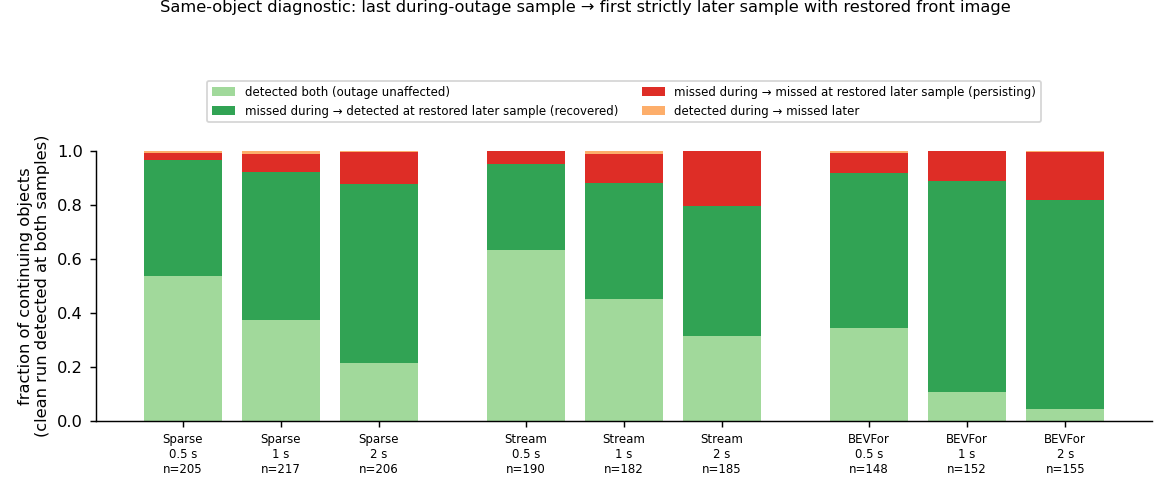 Same-object diagnostic: last during-outage sample → first strictly later sample with restored front image
detected both (outage unaffected)
missed during → detected at restored later sample (recovered)
missed during → missed at restored later sample (persisting)
detected during → missed later
fraction of continuing objects
(clean run detected at both samples)
1.0
0.8
0.6
0.4
0.2
0.0
Sparse
0.5 s
n=205
Sparse
1 s
n=217
Sparse
2 s
n=206
Stream
0.5 s
n=190
Stream
1 s
n=182
Stream
2 s
n=185
BEVFor
0.5 s
n=148
BEVFor
1 s
n=152
BEVFor
2 s
n=155